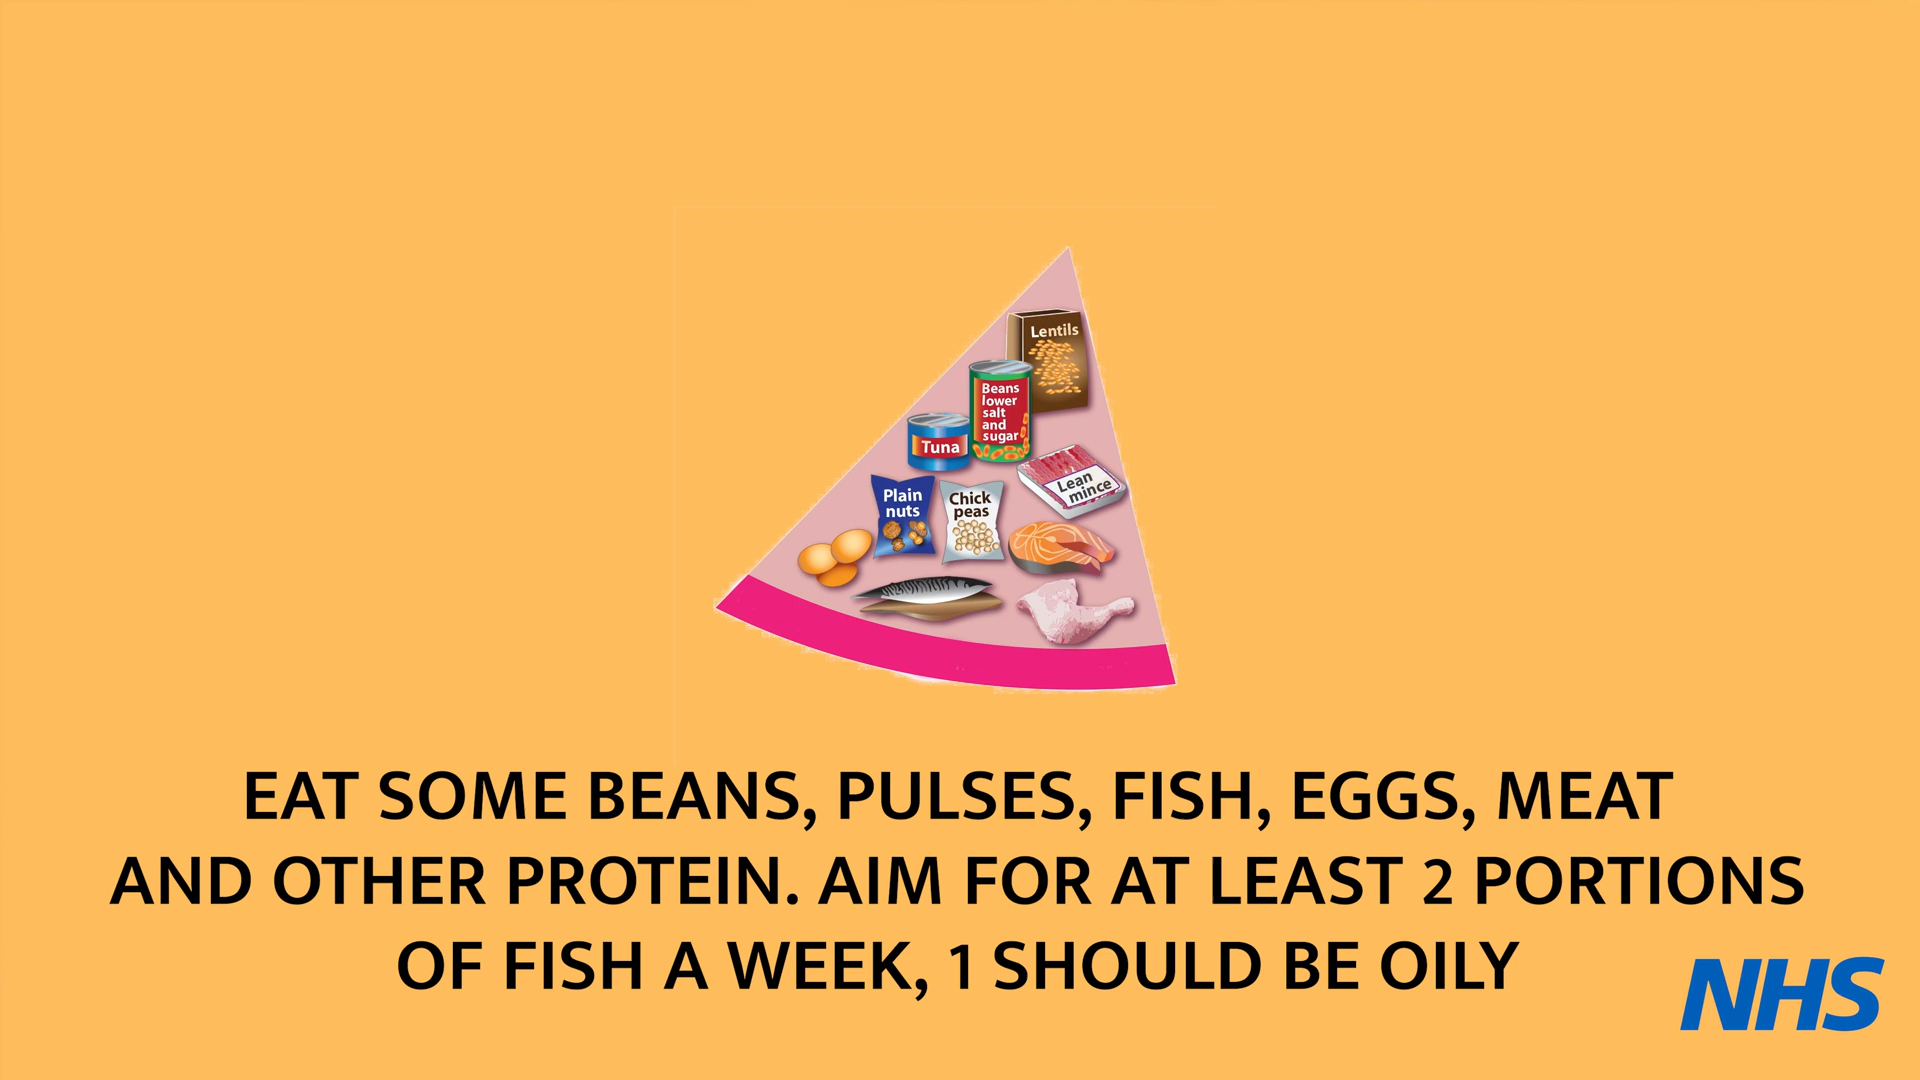 Lentils
Beans
lower
salt
and
sugar
Tuna
Lean
mince
Plain
nuts
Chick
peas
EAT SOME BEANS, PULSES, FISH, EGGS, MEAT
AND OTHER PROTEIN. AIM FOR AT LEAST 2 PORTIONS
OF FISH A WEEK, 1 SHOULD BE OILY
NHS